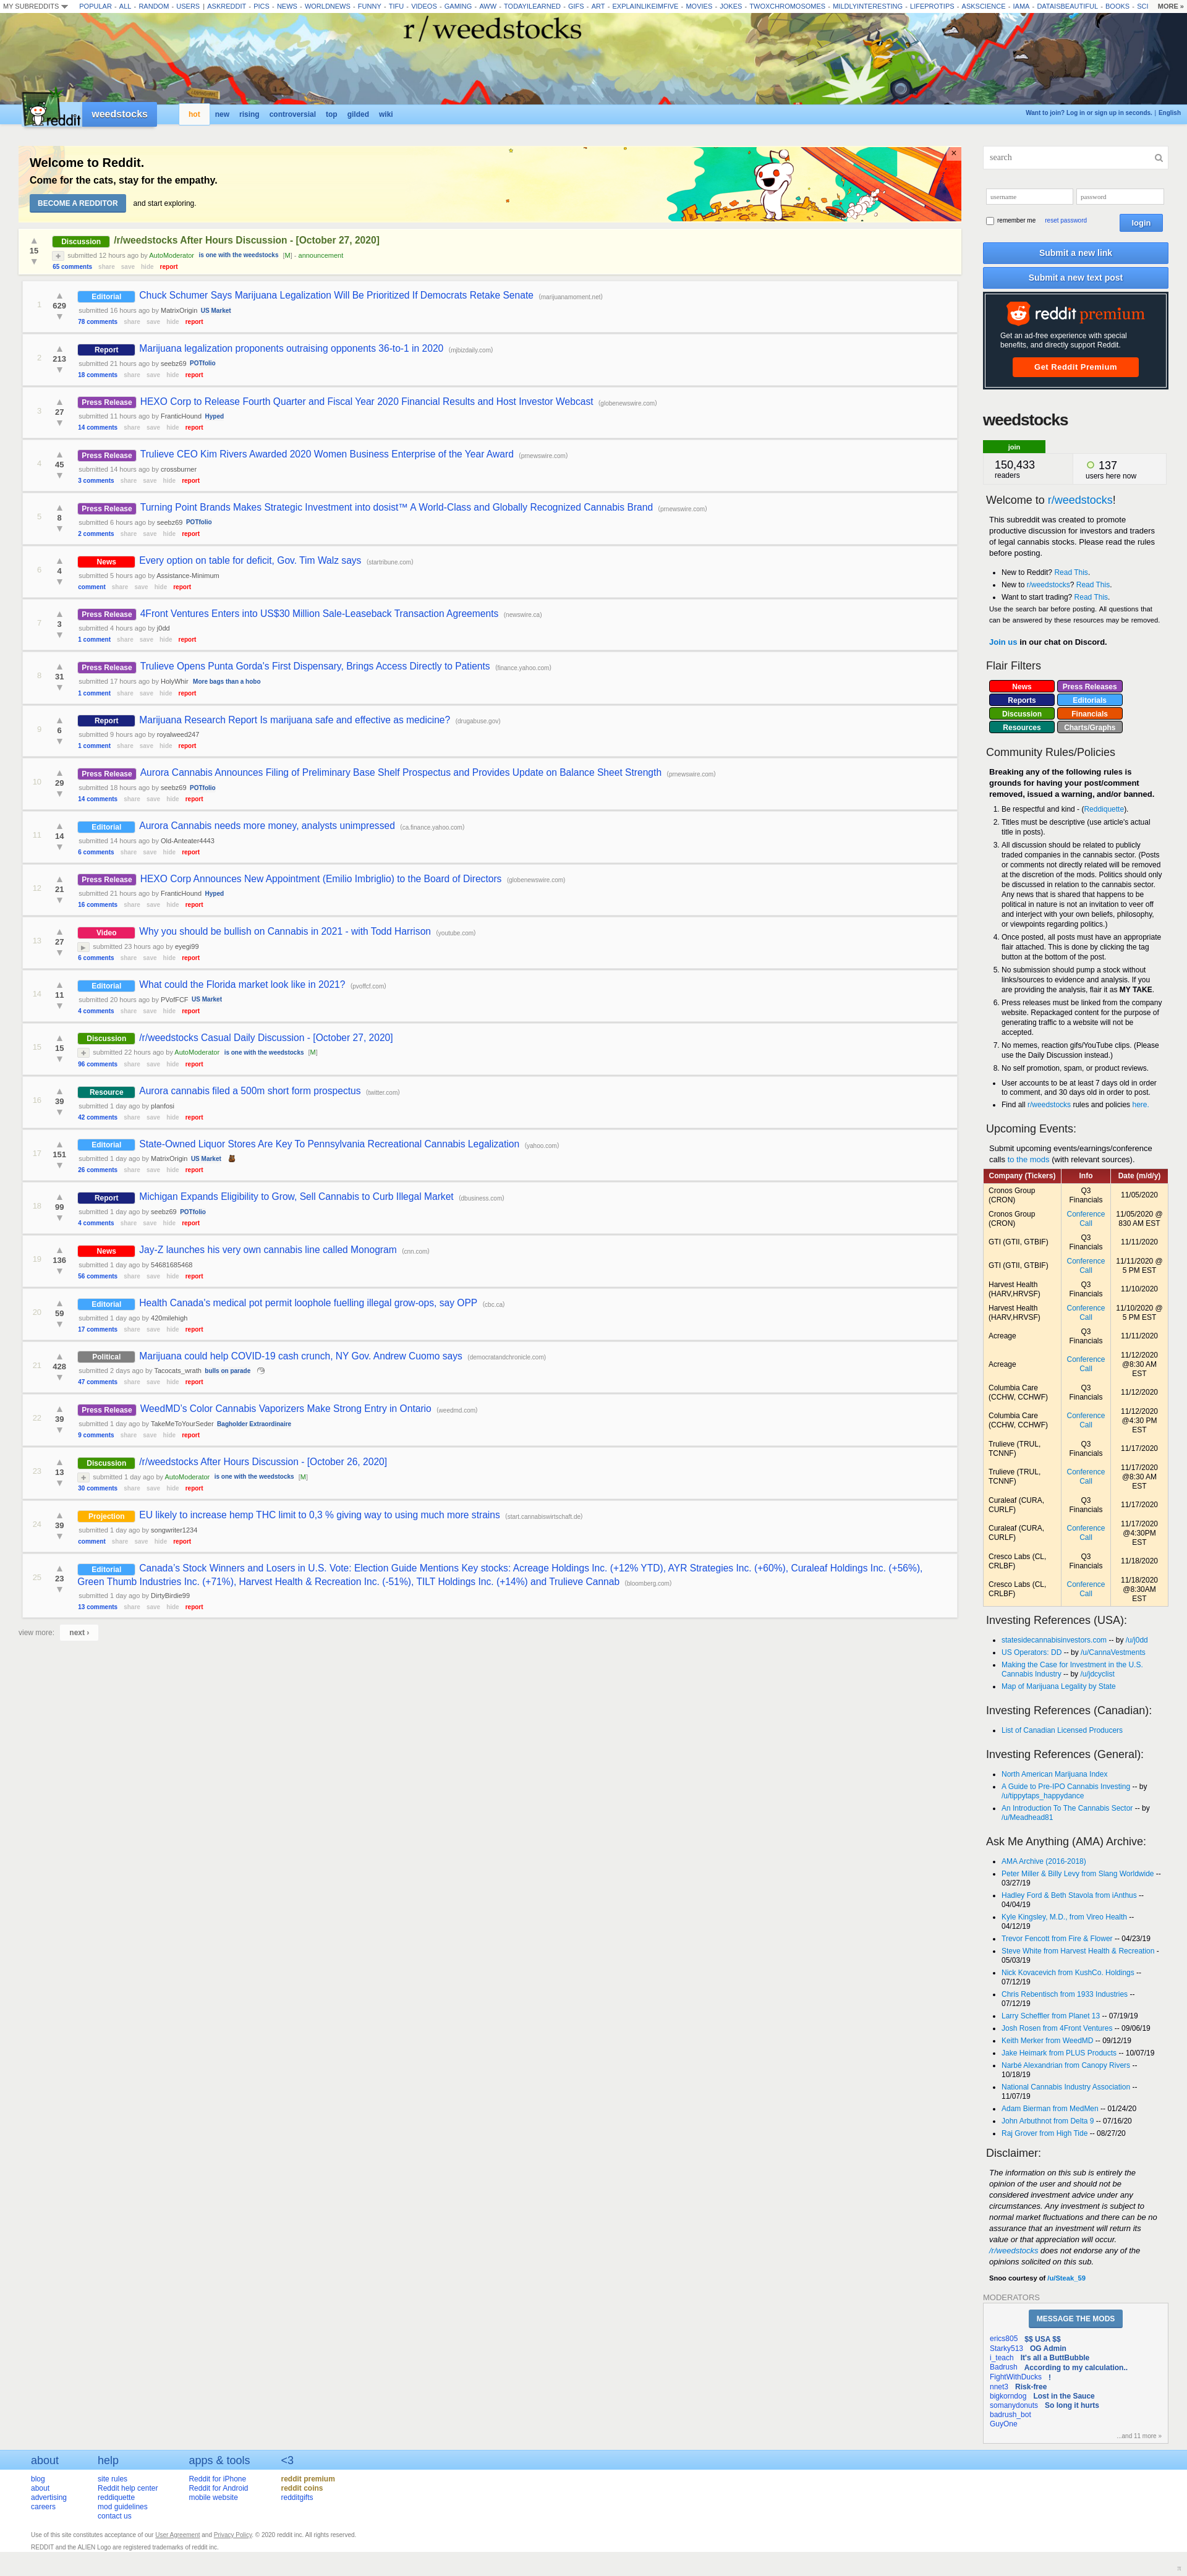 MY SUBREDDITS POPULAR - ALL - RANDOM - USERS | ASKREDDIT - PICS - NEWS - WORLDNEWS - FUNNY - TIFU - VIDEOS - GAMING - AWW - TODAYILEARNED - GIFS - ART - EXPLAINLIKEIMFIVE - MOVIES - JOKES - TWOXCHROMOSOMES - MILDLYINTERESTING - LIFEPROTIPS - ASKSCIENCE - IAMA - DATAISBEAUTIFUL - BOOKS - SCI MORE »
r/weedstocks
reddit weedstocks hot new rising controversial top gilded wiki
Want to join? Log in or sign up in seconds. | English
Welcome to Reddit.
Come for the cats, stay for the empathy.
BECOME A REDDITOR and start exploring.
15 Discussion /r/weedstocks After Hours Discussion - [October 27, 2020]
submitted 12 hours ago by AutoModerator is one with the weedstocks [M] - announcement
65 comments share save hide report
1 629 Editorial Chuck Schumer Says Marijuana Legalization Will Be Prioritized If Democrats Retake Senate (marijuanamoment.net)
submitted 16 hours ago by MatrixOrigin US Market
78 comments share save hide report
2 213 Report Marijuana legalization proponents outraising opponents 36-to-1 in 2020 (mjbizdaily.com)
submitted 21 hours ago by seebz69 POTfolio
18 comments share save hide report
3 27 Press Release HEXO Corp to Release Fourth Quarter and Fiscal Year 2020 Financial Results and Host Investor Webcast (globenewswire.com)
submitted 11 hours ago by FranticHound Hyped
14 comments share save hide report
4 45 Press Release Trulieve CEO Kim Rivers Awarded 2020 Women Business Enterprise of the Year Award (prnewswire.com)
submitted 14 hours ago by crossburner
3 comments share save hide report
5 8 Press Release Turning Point Brands Makes Strategic Investment into dosist™ A World-Class and Globally Recognized Cannabis Brand (prnewswire.com)
submitted 6 hours ago by seebz69 POTfolio
2 comments share save hide report
6 4 News Every option on table for deficit, Gov. Tim Walz says (startribune.com)
submitted 5 hours ago by Assistance-Minimum
comment share save hide report
7 3 Press Release 4Front Ventures Enters into US$30 Million Sale-Leaseback Transaction Agreements (newswire.ca)
submitted 4 hours ago by j0dd
1 comment share save hide report
8 31 Press Release Trulieve Opens Punta Gorda's First Dispensary, Brings Access Directly to Patients (finance.yahoo.com)
submitted 17 hours ago by HolyWhir More bags than a hobo
1 comment share save hide report
9 6 Report Marijuana Research Report Is marijuana safe and effective as medicine? (drugabuse.gov)
submitted 9 hours ago by royalweed247
1 comment share save hide report
10 29 Press Release Aurora Cannabis Announces Filing of Preliminary Base Shelf Prospectus and Provides Update on Balance Sheet Strength (prnewswire.com)
submitted 18 hours ago by seebz69 POTfolio
14 comments share save hide report
11 14 Editorial Aurora Cannabis needs more money, analysts unimpressed (ca.finance.yahoo.com)
submitted 14 hours ago by Old-Anteater4443
6 comments share save hide report
12 21 Press Release HEXO Corp Announces New Appointment (Emilio Imbriglio) to the Board of Directors (globenewswire.com)
submitted 21 hours ago by FranticHound Hyped
16 comments share save hide report
13 27 Video Why you should be bullish on Cannabis in 2021 - with Todd Harrison (youtube.com)
submitted 23 hours ago by eyegi99
6 comments share save hide report
14 11 Editorial What could the Florida market look like in 2021? (pvoffcf.com)
submitted 20 hours ago by PVofFCF US Market
4 comments share save hide report
15 15 Discussion /r/weedstocks Casual Daily Discussion - [October 27, 2020]
submitted 22 hours ago by AutoModerator is one with the weedstocks [M]
96 comments share save hide report
16 39 Resource Aurora cannabis filed a 500m short form prospectus (twitter.com)
submitted 1 day ago by planfosi
42 comments share save hide report
17 151 Editorial State-Owned Liquor Stores Are Key To Pennsylvania Recreational Cannabis Legalization (yahoo.com)
submitted 1 day ago by MatrixOrigin US Market
26 comments share save hide report
18 99 Report Michigan Expands Eligibility to Grow, Sell Cannabis to Curb Illegal Market (dbusiness.com)
submitted 1 day ago by seebz69 POTfolio
4 comments share save hide report
19 136 News Jay-Z launches his very own cannabis line called Monogram (cnn.com)
submitted 1 day ago by 54681685468
56 comments share save hide report
20 59 Editorial Health Canada's medical pot permit loophole fuelling illegal grow-ops, say OPP (cbc.ca)
submitted 1 day ago by 420milehigh
17 comments share save hide report
21 428 Political Marijuana could help COVID-19 cash crunch, NY Gov. Andrew Cuomo says (democratandchronicle.com)
submitted 2 days ago by Tacocats_wrath bulls on parade
47 comments share save hide report
22 39 Press Release WeedMD's Color Cannabis Vaporizers Make Strong Entry in Ontario (weedmd.com)
submitted 1 day ago by TakeMeToYourSeder Bagholder Extraordinaire
9 comments share save hide report
23 13 Discussion /r/weedstocks After Hours Discussion - [October 26, 2020]
submitted 1 day ago by AutoModerator is one with the weedstocks [M]
30 comments share save hide report
24 39 Projection EU likely to increase hemp THC limit to 0,3 % giving way to using much more strains (start.cannabiswirtschaft.de)
submitted 1 day ago by songwriter1234
comment share save hide report
25 23 Editorial Canada's Stock Winners and Losers in U.S. Vote: Election Guide Mentions Key stocks: Acreage Holdings Inc. (+12% YTD), AYR Strategies Inc. (+60%), Curaleaf Holdings Inc. (+56%),
Green Thumb Industries Inc. (+71%), Harvest Health & Recreation Inc. (-51%), TILT Holdings Inc. (+14%) and Trulieve Cannab (bloomberg.com)
submitted 1 day ago by DirtyBirdie99
13 comments share save hide report
view more: next ›
search
username password
remember me reset password login
Submit a new link
Submit a new text post
reddit premium
Get an ad-free experience with special
benefits, and directly support Reddit.
Get Reddit Premium
weedstocks
join
150,433 137
readers users here now
Welcome to r/weedstocks!
This subreddit was created to promote
productive discussion for investors and traders
of legal cannabis stocks. Please read the rules
before posting.
New to Reddit? Read This.
New to r/weedstocks? Read This.
Want to start trading? Read This.
Use the search bar before posting. All questions that
can be answered by these resources may be removed.
Join us in our chat on Discord.
Flair Filters
News Press Releases
Reports Editorials
Discussion Financials
Resources Charts/Graphs
Community Rules/Policies
Breaking any of the following rules is
grounds for having your post/comment
removed, issued a warning, and/or banned.
1. Be respectful and kind - (Reddiquette).
2. Titles must be descriptive (use article's actual
title in posts).
3. All discussion should be related to publicly
traded companies in the cannabis sector. (Posts
or comments not directly related will be removed
at the discretion of the mods. Politics should only
be discussed in relation to the cannabis sector.
Any news that is shared that happens to be
political in nature is not an invitation to veer off
and interject with your own beliefs, philosophy,
or viewpoints regarding politics.)
4. Once posted, all posts must have an appropriate
flair attached. This is done by clicking the tag
button at the bottom of the post.
5. No submission should pump a stock without
links/sources to evidence and analysis. If you
are providing the analysis, flair it as MY TAKE.
6. Press releases must be linked from the company
website. Repackaged content for the purpose of
generating traffic to a website will not be
accepted.
7. No memes, reaction gifs/YouTube clips. (Please
use the Daily Discussion instead.)
8. No self promotion, spam, or product reviews.
User accounts to be at least 7 days old in order
to comment, and 30 days old in order to post.
Find all r/weedstocks rules and policies here.
Upcoming Events:
Submit upcoming events/earnings/conference
calls to the mods (with relevant sources).
Company (Tickers) Info Date (m/d/y)
Cronos Group (CRON) Q3 Financials 11/05/2020
Cronos Group (CRON) Conference Call 11/05/2020 @ 830 AM EST
GTI (GTII, GTBIF) Q3 Financials 11/11/2020
GTI (GTII, GTBIF) Conference Call 11/11/2020 @ 5 PM EST
Harvest Health (HARV,HRVSF) Q3 Financials 11/10/2020
Harvest Health (HARV,HRVSF) Conference Call 11/10/2020 @ 5 PM EST
Acreage Q3 Financials 11/11/2020
Acreage Conference Call 11/12/2020 @8:30 AM EST
Columbia Care (CCHW, CCHWF) Q3 Financials 11/12/2020
Columbia Care (CCHW, CCHWF) Conference Call 11/12/2020 @4:30 PM EST
Trulieve (TRUL, TCNNF) Q3 Financials 11/17/2020
Trulieve (TRUL, TCNNF) Conference Call 11/17/2020 @8:30 AM EST
Curaleaf (CURA, CURLF) Q3 Financials 11/17/2020
Curaleaf (CURA, CURLF) Conference Call 11/17/2020 @4:30PM EST
Cresco Labs (CL, CRLBF) Q3 Financials 11/18/2020
Cresco Labs (CL, CRLBF) Conference Call 11/18/2020 @8:30AM EST
Investing References (USA):
statesidecannabisinvestors.com -- by /u/j0dd
US Operators: DD -- by /u/CannaVestments
Making the Case for Investment in the U.S.
Cannabis Industry -- by /u/jdcyclist
Map of Marijuana Legality by State
Investing References (Canadian):
List of Canadian Licensed Producers
Investing References (General):
North American Marijuana Index
A Guide to Pre-IPO Cannabis Investing -- by
/u/tippytaps_happydance
An Introduction To The Cannabis Sector -- by
/u/Meadhead81
Ask Me Anything (AMA) Archive:
AMA Archive (2016-2018)
Peter Miller & Billy Levy from Slang Worldwide --
03/27/19
Hadley Ford & Beth Stavola from iAnthus --
04/04/19
Kyle Kingsley, M.D., from Vireo Health --
04/12/19
Trevor Fencott from Fire & Flower -- 04/23/19
Steve White from Harvest Health & Recreation -
05/03/19
Nick Kovacevich from KushCo. Holdings --
07/12/19
Chris Rebentisch from 1933 Industries --
07/12/19
Larry Scheffler from Planet 13 -- 07/19/19
Josh Rosen from 4Front Ventures -- 09/06/19
Keith Merker from WeedMD -- 09/12/19
Jake Heimark from PLUS Products -- 10/07/19
Narbé Alexandrian from Canopy Rivers --
10/18/19
National Cannabis Industry Association --
11/07/19
Adam Bierman from MedMen -- 01/24/20
John Arbuthnot from Delta 9 -- 07/16/20
Raj Grover from High Tide -- 08/27/20
Disclaimer:
The information on this sub is entirely the
opinion of the user and should not be
considered investment advice under any
circumstances. Any investment is subject to
normal market fluctuations and there can be no
assurance that an investment will return its
value or that appreciation will occur.
/r/weedstocks does not endorse any of the
opinions solicited on this sub.
Snoo courtesy of /u/Steak_59
MODERATORS
MESSAGE THE MODS
erics805 $$ USA $$
Starky513 OG Admin
i_teach It's all a ButtBubble
Badrush According to my calculation..
FightWithDucks !
nnet3 Risk-free
bigkorndog Lost in the Sauce
somanydonuts So long it hurts
badrush_bot
GuyOne
...and 11 more »
about help apps & tools <3
blog site rules Reddit for iPhone reddit premium
about Reddit help center Reddit for Android reddit coins
advertising reddiquette mobile website redditgifts
careers mod guidelines
contact us
Use of this site constitutes acceptance of our User Agreement and Privacy Policy. © 2020 reddit inc. All rights reserved.
REDDIT and the ALIEN Logo are registered trademarks of reddit inc.
π